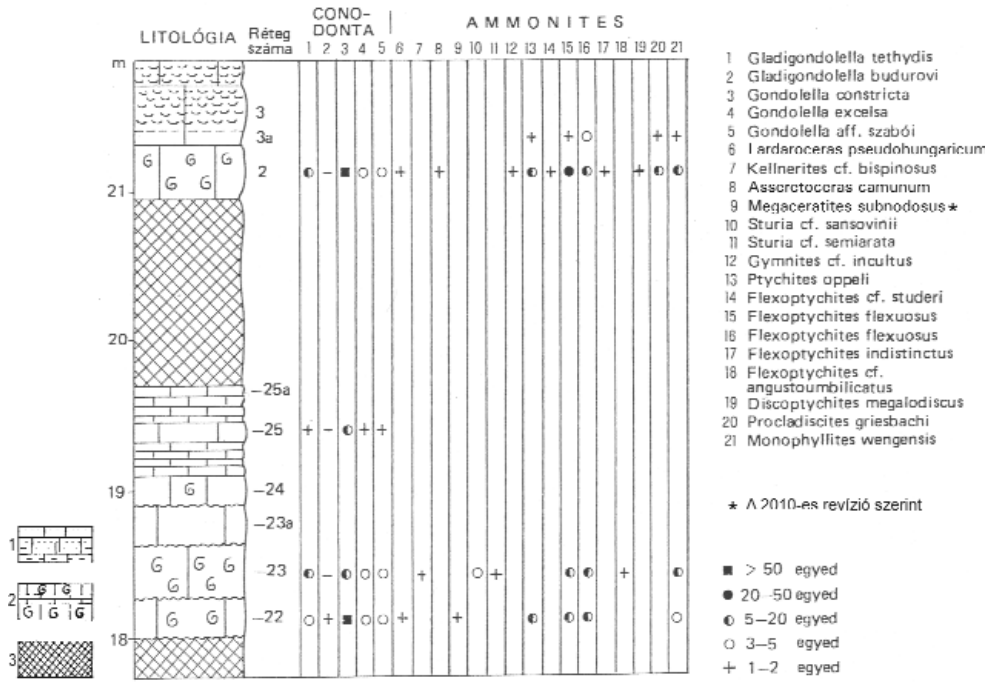 LITOLÓGIA
Réteg száma
CONO-
DONTA
AMMONITES
1 2 3 4 5 6 7 8 9 10 11 12 13 14 15 16 17 18 19 20 21
m
3
3a
2
21
20
-25a
-25
-24
19
-23a
-23
-22
18
G G G G G
G
G G G G G
G G G
1
2
G G G
G G G G
3
1 Gladigondolella tethydis
2 Gladigondolella budurovi
3 Gondolella constricta
4 Gondolella excelsa
5 Gondolella aff. szabói
6 Lardaroceras pseudohungaricum
7 Kellnerites cf. bispinosus
8 Asseretoceras camunum
9 Megaceratites subnodosus*
10 Sturia cf. sansovinii
11 Sturia cf. semiarata
12 Gymnites cf. incultus
13 Ptychites oppeli
14 Flexoptychites cf. studeri
15 Flexoptychites flexuosus
16 Flexoptychites flexuosus
17 Flexoptychites indistinctus
18 Flexoptychites cf.
angustoumbilicatus
19 Discoptychites megalodiscus
20 Procladiscites griesbachi
21 Monophyllites wengensis
* A 2010-es revízió szerint
■ > 50 egyed
● 20–50 egyed
◐ 5–20 egyed
○ 3–5 egyed
+ 1–2 egyed